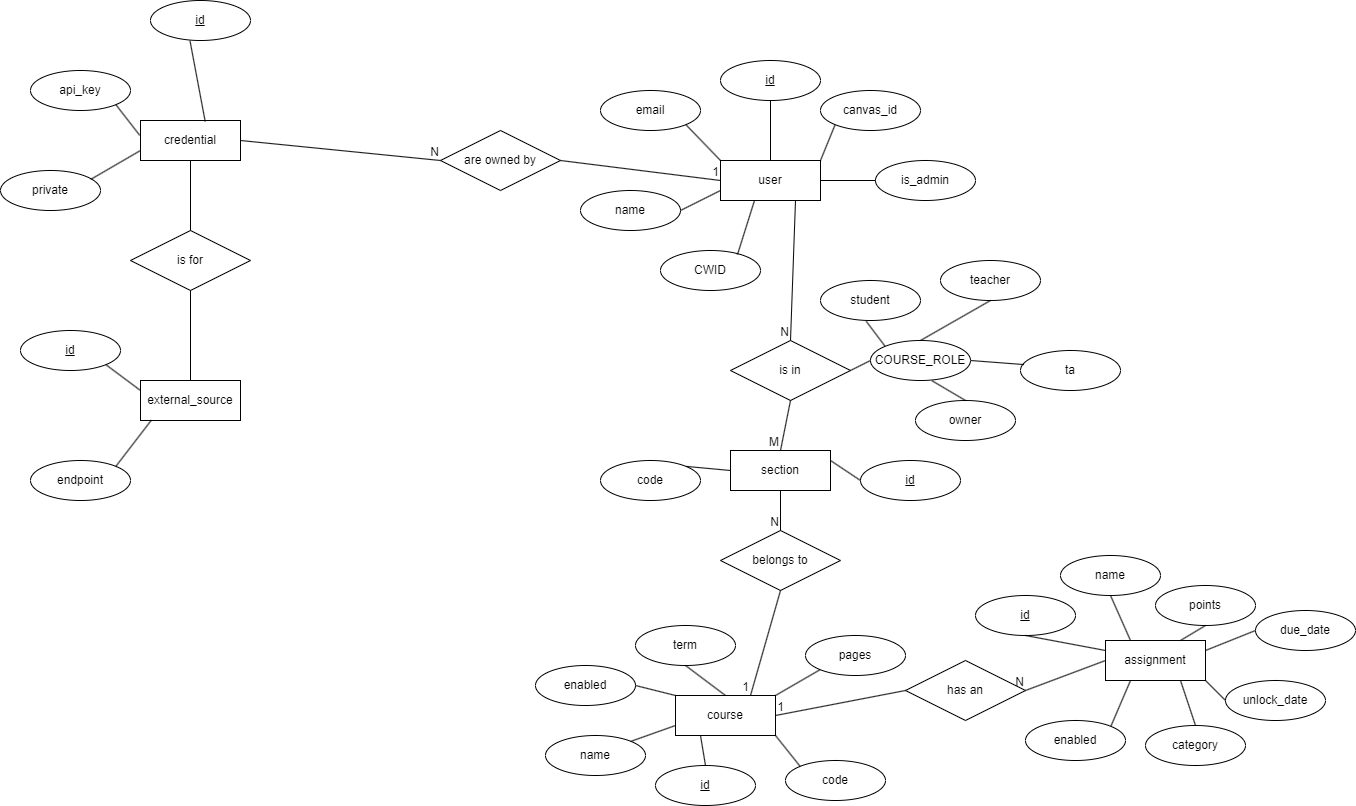 id
api_key
email
id
canvas_id
credential
N
are owned by
1
user
is_admin
private
name
CWID
is for
student
teacher
N
id
is in
COURSE_ROLE
ta
external_source
owner
M
endpoint
code
section
id
N
belongs to
name
points
id
due_date
term
pages
assignment
enabled
1
has an
N
unlock_date
1
course
name
enabled
category
id
code